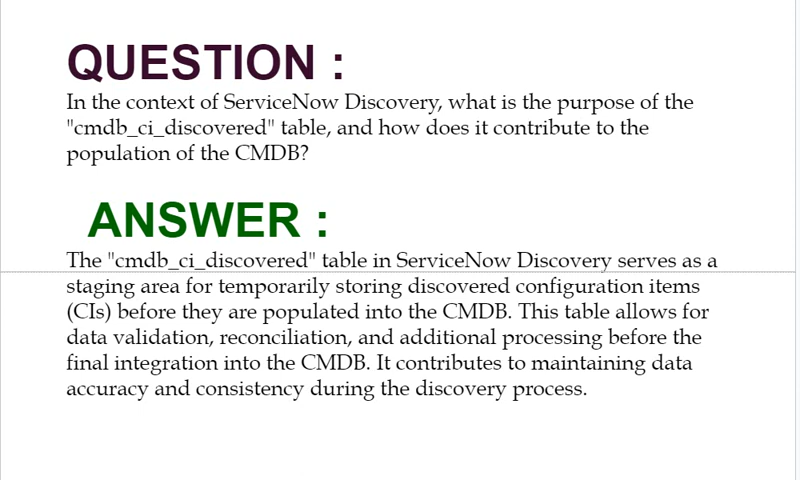 QUESTION :
In the context of ServiceNow Discovery, what is the purpose of the
"cmdb_ci_discovered" table, and how does it contribute to the
population of the CMDB?
ANSWER :
The "cmdb_ci_discovered" table in ServiceNow Discovery serves as a
staging area for temporarily storing discovered configuration items
(CIs) before they are populated into the CMDB. This table allows for
data validation, reconciliation, and additional processing before the
final integration into the CMDB. It contributes to maintaining data
accuracy and consistency during the discovery process.